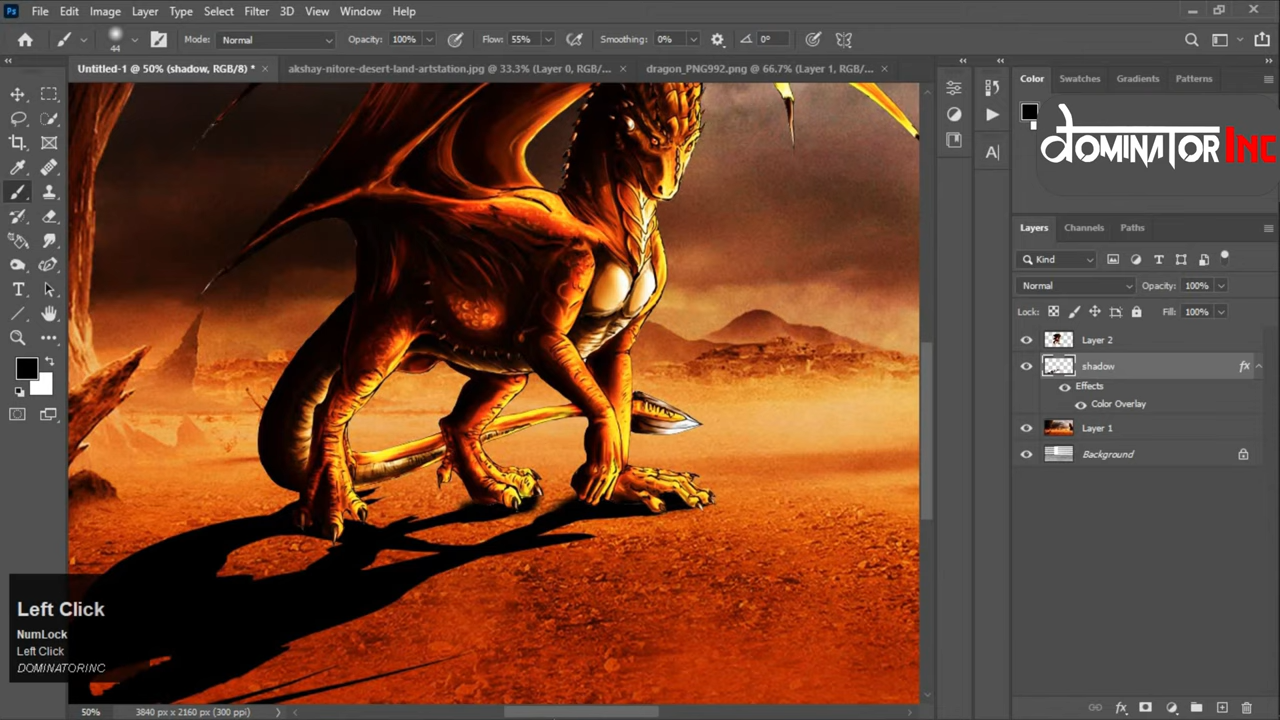 Ps File Edit Image Layer Type Select Filter 3D View Window Help
44 Mode: Normal Opacity: 100% Flow: 55% Smoothing: 0% 0°
Untitled-1 @ 50% (shadow, RGB/8) * × akshay-nitore-desert-land-artstation.jpg @ 33.3% (Layer 0, RGB/... × dragon_PNG992.png @ 66.7% (Layer 1, RGB/... ×
Color Swatches Gradients Patterns
DOMINATOR Inc
Layers Channels Paths
Kind
Normal Opacity: 100%
Lock: Fill: 100%
Layer 2
shadow fx
Effects
Color Overlay
Layer 1
Background
Left Click
NumLock
Left Click
DOMINATORINC
50% 3840 px x 2160 px (300 ppi)
fx